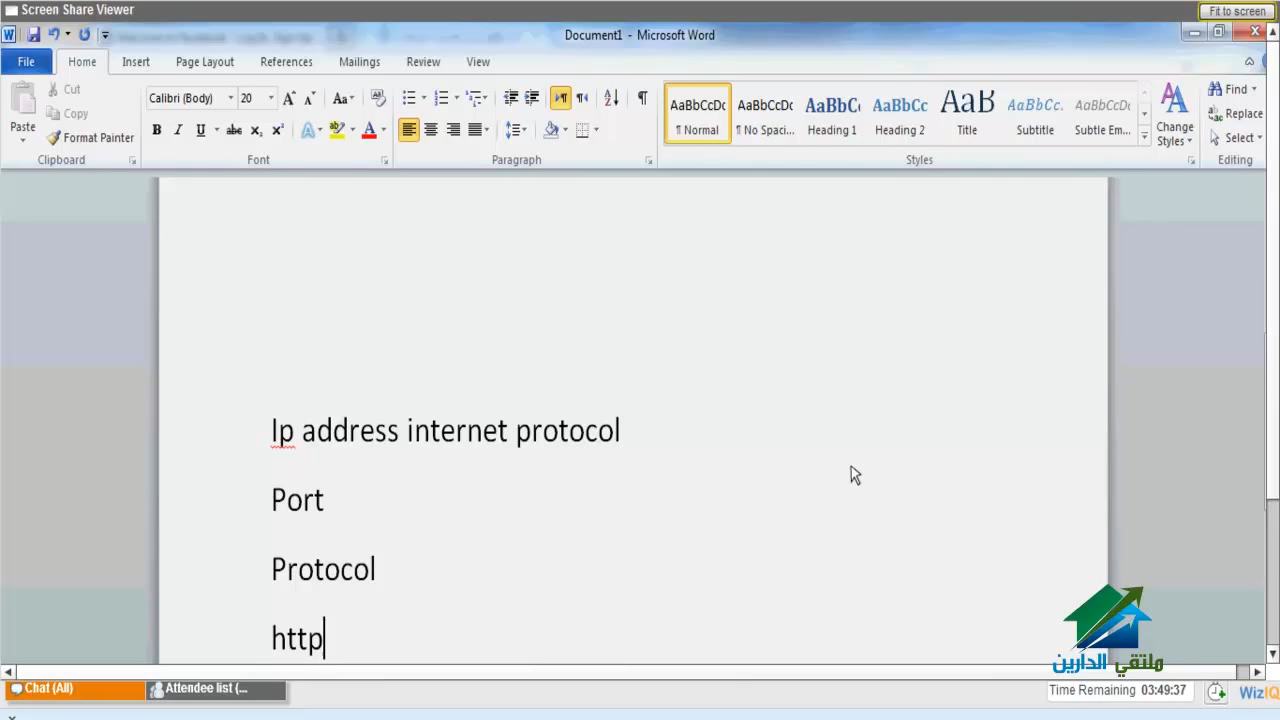 Screen Share Viewer
Fit to screen
Document1 - Microsoft Word
File Home Insert Page Layout References Mailings Review View
Paste
Cut
Copy
Format Painter
Clipboard
Calibri (Body) 20
Font
Paragraph
AaBbCcDc AaBbCcDc AaBbC AaBbCc AaB AaBbCc. AaBbCcDc
¶ Normal ¶ No Spaci... Heading 1 Heading 2 Title Subtitle Subtle Em...
Change Styles
Styles
Find
Replace
Select
Editing
Ip address internet protocol
Port
Protocol
http
ملتقي الدارين
Chat (All) Attendee list (...
Time Remaining 03:49:37
WizIQ